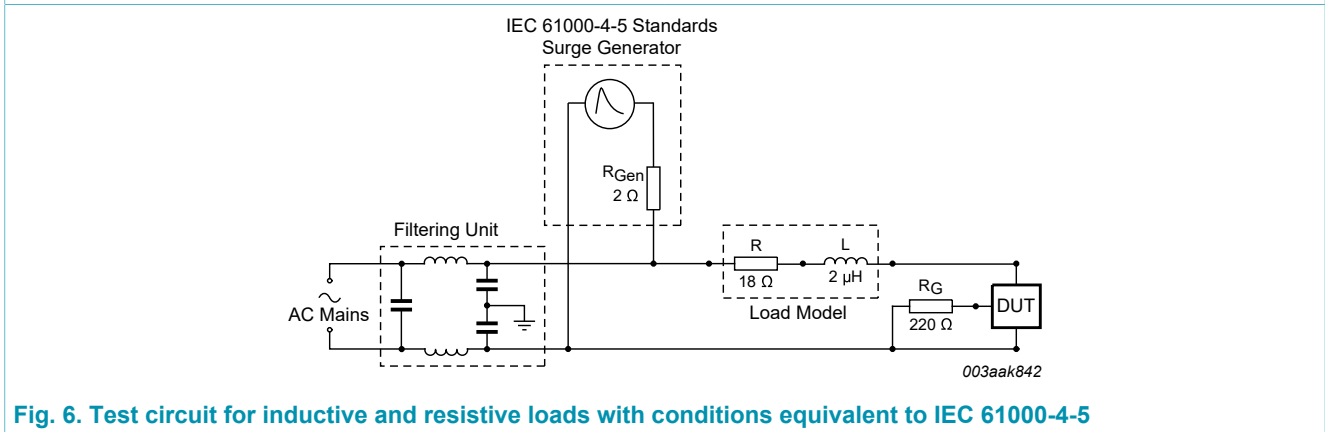 IEC 61000-4-5 Standards
Surge Generator
RGen
2 Ω
Filtering Unit
R
L
18 Ω
2 µH
RG
AC Mains
Load Model
220 Ω
DUT
003aak842
Fig. 6. Test circuit for inductive and resistive loads with conditions equivalent to IEC 61000-4-5